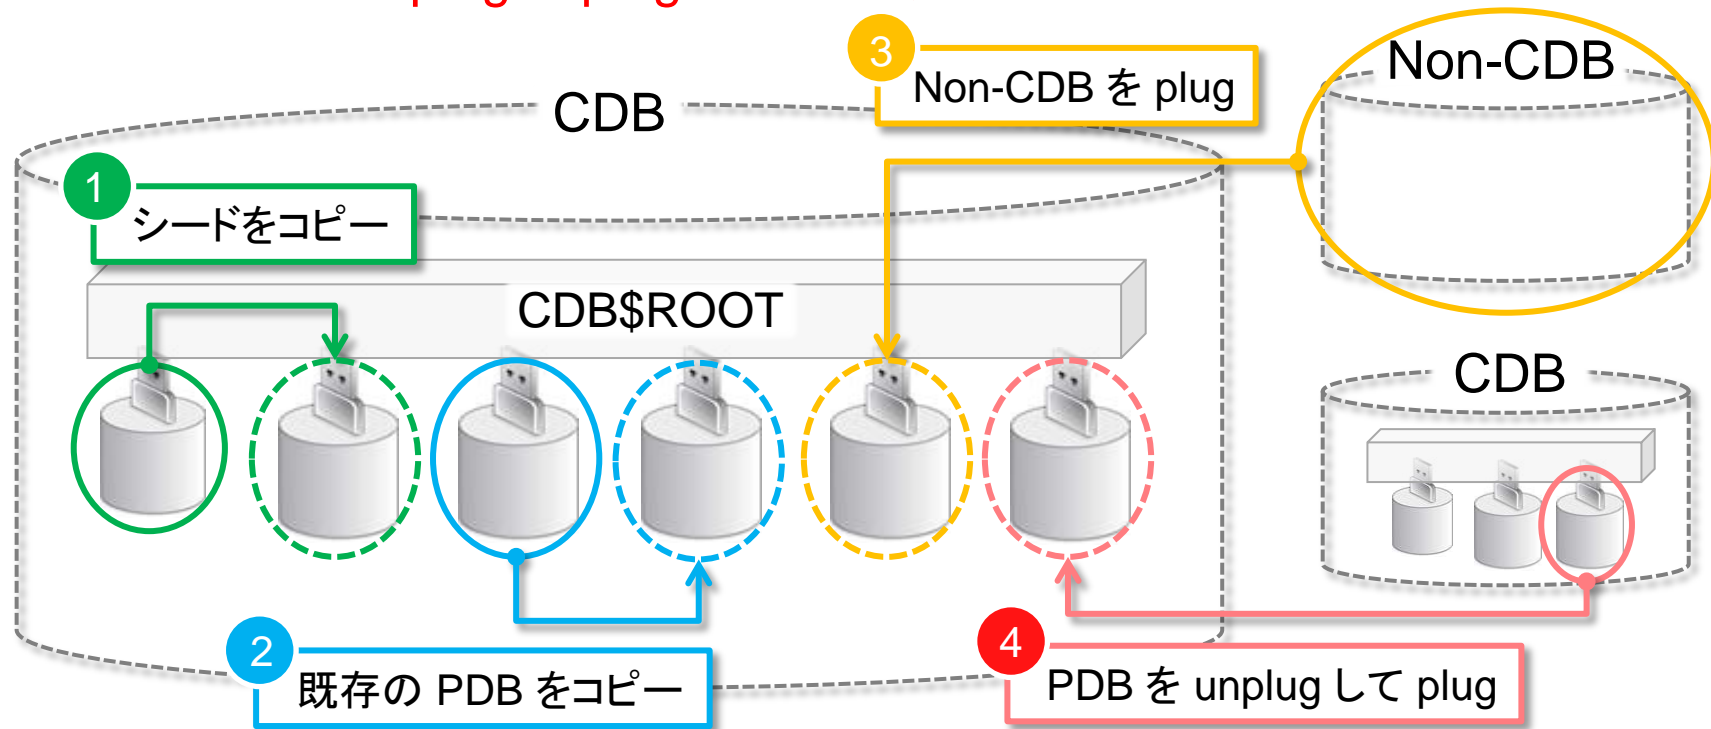 3
Non-CDB を plug
Non-CDB
CDB
1
シードをコピー
CDB$ROOT
CDB
2
既存の PDB をコピー
4
PDB を unplug して plug